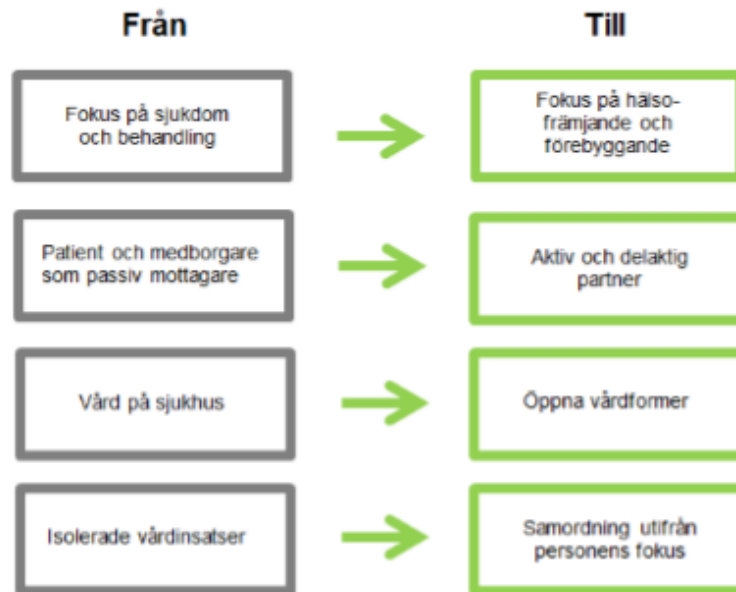 Från
Till
Fokus på sjukdom
och behandling
Fokus på hälso-
främjande och
förebyggande
Patient och medborgare
som passiv mottagare
Aktiv och delaktig
partner
Vård på sjukhus
Öppna vårdformer
Isolerade vårdinsatser
Samordning utifrån
personens fokus